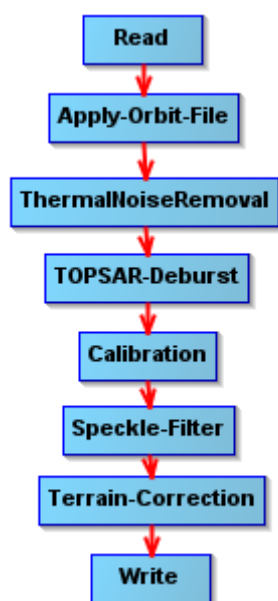 Read
Apply-Orbit-File
ThermalNoiseRemoval
TOPSAR-Deburst
Calibration
Speckle-Filter
Terrain-Correction
Write